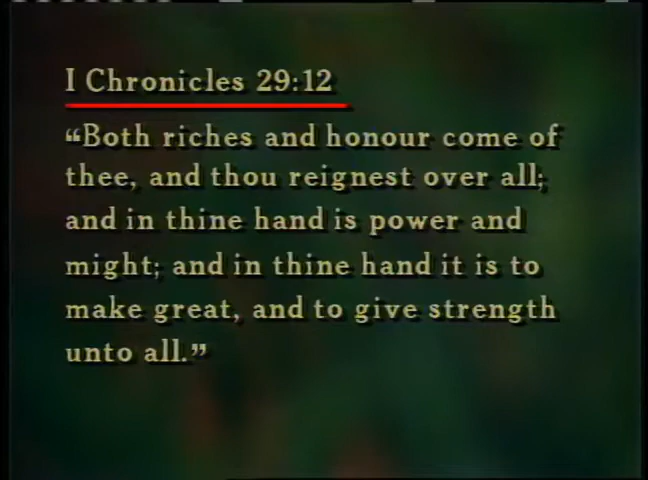 I Chronicles 29:12
“Both riches and honour come of
thee, and thou reignest over all;
and in thine hand is power and
might; and in thine hand it is to
make great, and to give strength
unto all.”